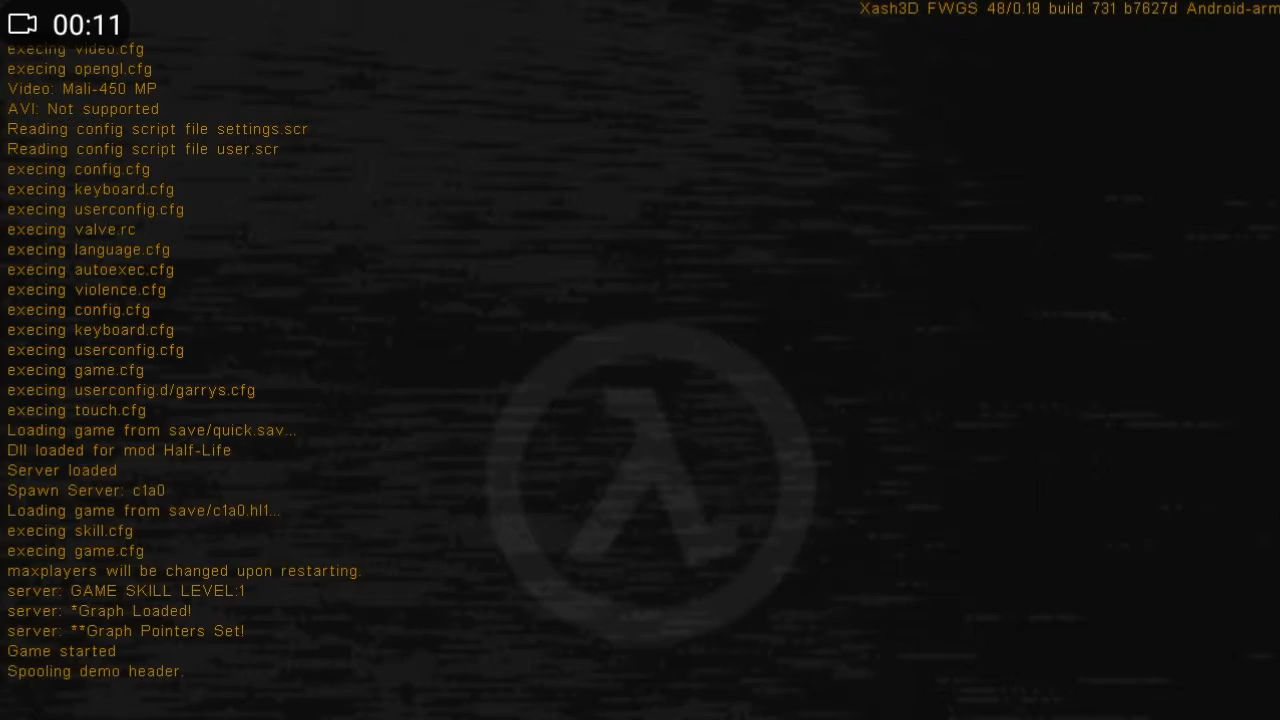 Xash3D FWGS 48/0.19 build 731 b7627d Android-arm
00:11
execing video.cfg
execing opengl.cfg
Video: Mali-450 MP
AVI: Not supported
Reading config script file settings.scr
Reading config script file user.scr
execing config.cfg
execing keyboard.cfg
execing userconfig.cfg
execing valve.rc
execing language.cfg
execing autoexec.cfg
execing violence.cfg
execing config.cfg
execing keyboard.cfg
execing userconfig.cfg
execing game.cfg
execing userconfig.d/garrys.cfg
execing touch.cfg
Loading game from save/quick.sav...
Dll loaded for mod Half-Life
Server loaded
Spawn Server: c1a0
Loading game from save/c1a0.hl1...
execing skill.cfg
execing game.cfg
maxplayers will be changed upon restarting.
server: GAME SKILL LEVEL:1
server: *Graph Loaded!
server: **Graph Pointers Set!
Game started
Spooling demo header.